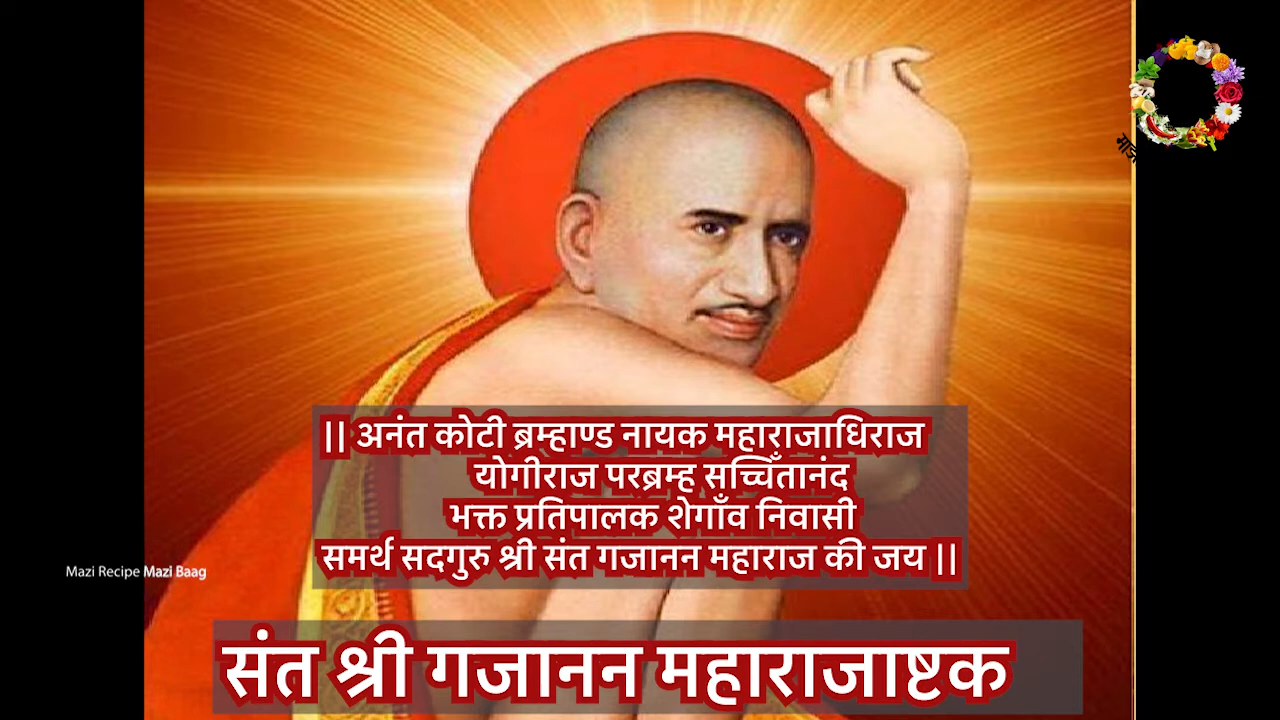 || अनंत कोटी ब्रम्हाण्ड नायक महाराजाधिराज
योगीराज परब्रम्ह सच्चिँतानंद
भक्त प्रतिपालक शेगाँव निवासी
समर्थ सदगुरु श्री संत गजानन महाराज की जय ||
Mazi Recipe Mazi Baag
संत श्री गजानन महाराजाष्टक